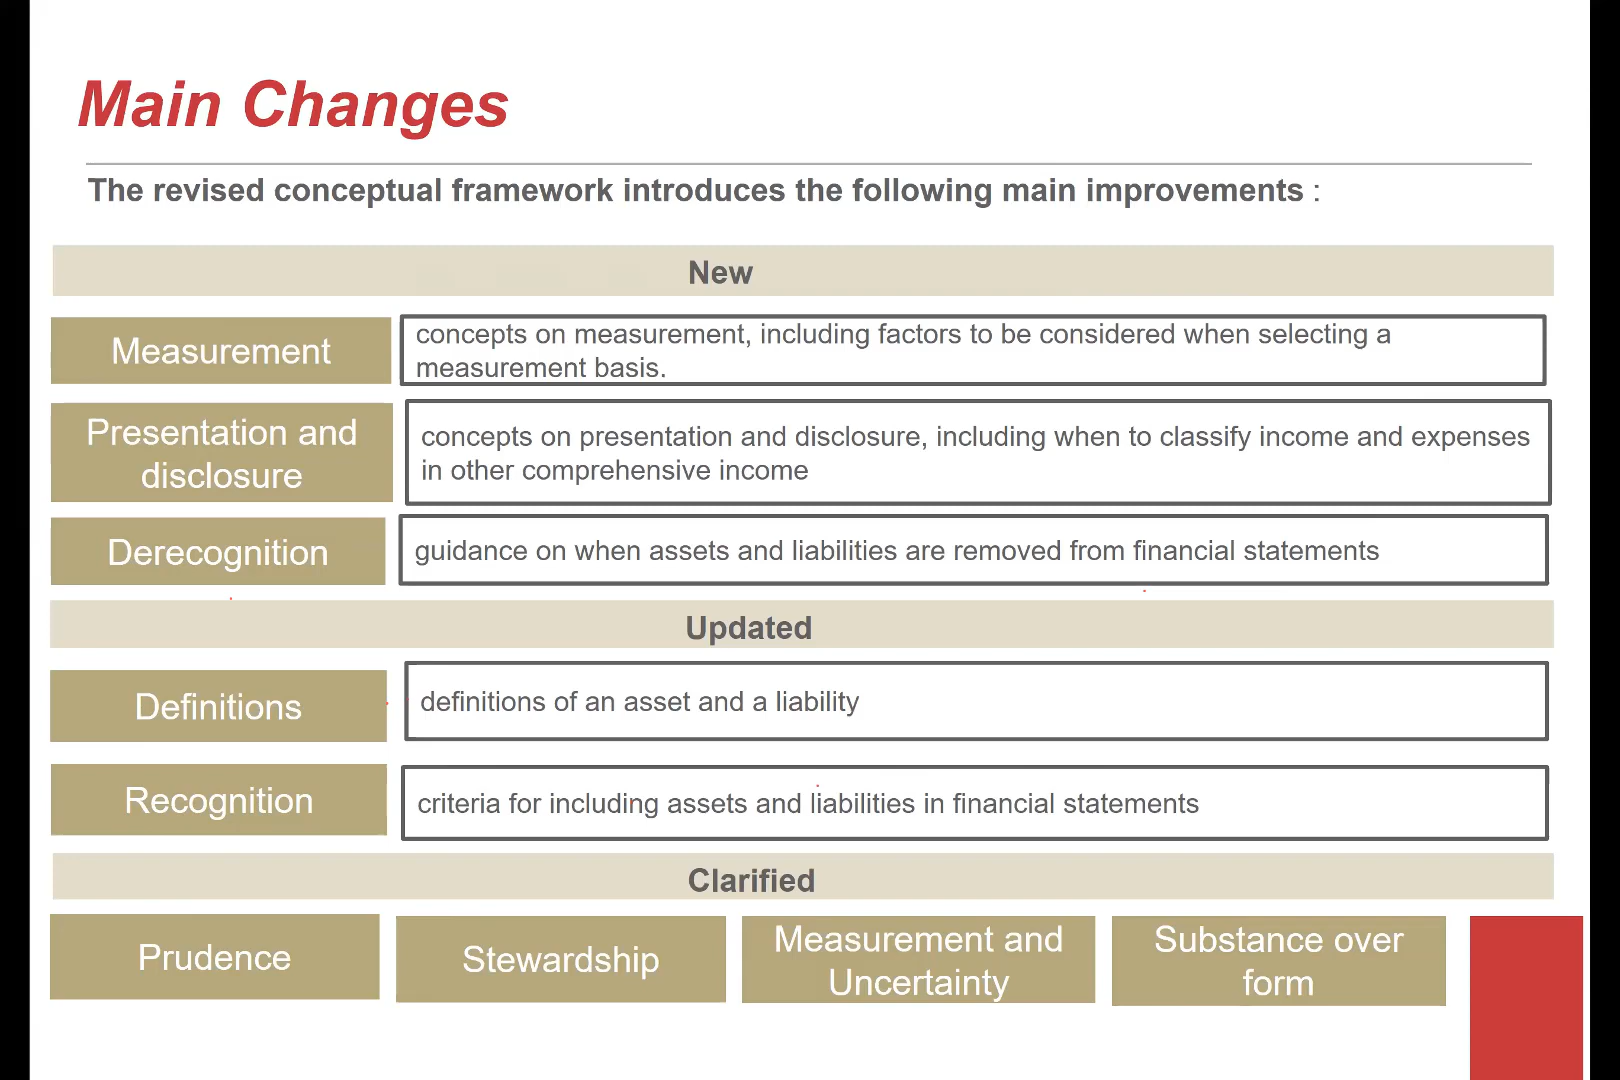 Main Changes
The revised conceptual framework introduces the following main improvements :
New
Measurement
concepts on measurement, including factors to be considered when selecting a
measurement basis.
Presentation and
disclosure
concepts on presentation and disclosure, including when to classify income and expenses
in other comprehensive income
Derecognition
guidance on when assets and liabilities are removed from financial statements
Updated
Definitions
definitions of an asset and a liability
Recognition
criteria for including assets and liabilities in financial statements
Clarified
Prudence
Stewardship
Measurement and
Uncertainty
Substance over
form